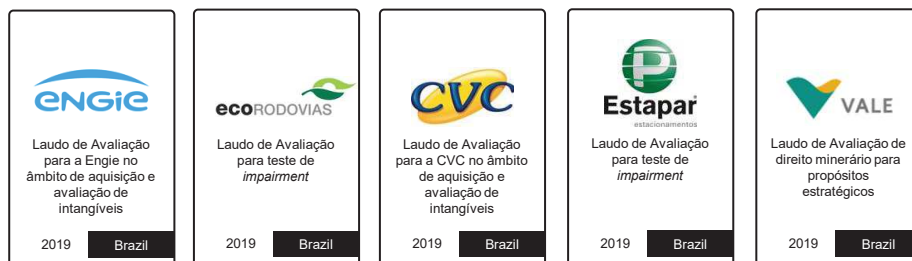 ENGIE
Laudo de Avaliação
para a Engie no
âmbito de aquisição e
avaliação de
intangíveis
2019 Brazil
ecoRODOVIAS
Laudo de Avaliação
para teste de
impairment
2019 Brazil
CVC
Laudo de Avaliação
para a CVC no âmbito
de aquisição e
avaliação de
intangíveis
2019 Brazil
P
Estapar
estacionamentos
Laudo de Avaliação
para teste de
impairment
2019 Brazil
VALE
Laudo de Avaliação de
direito minerário para
propósitos
estratégicos
2019 Brazil